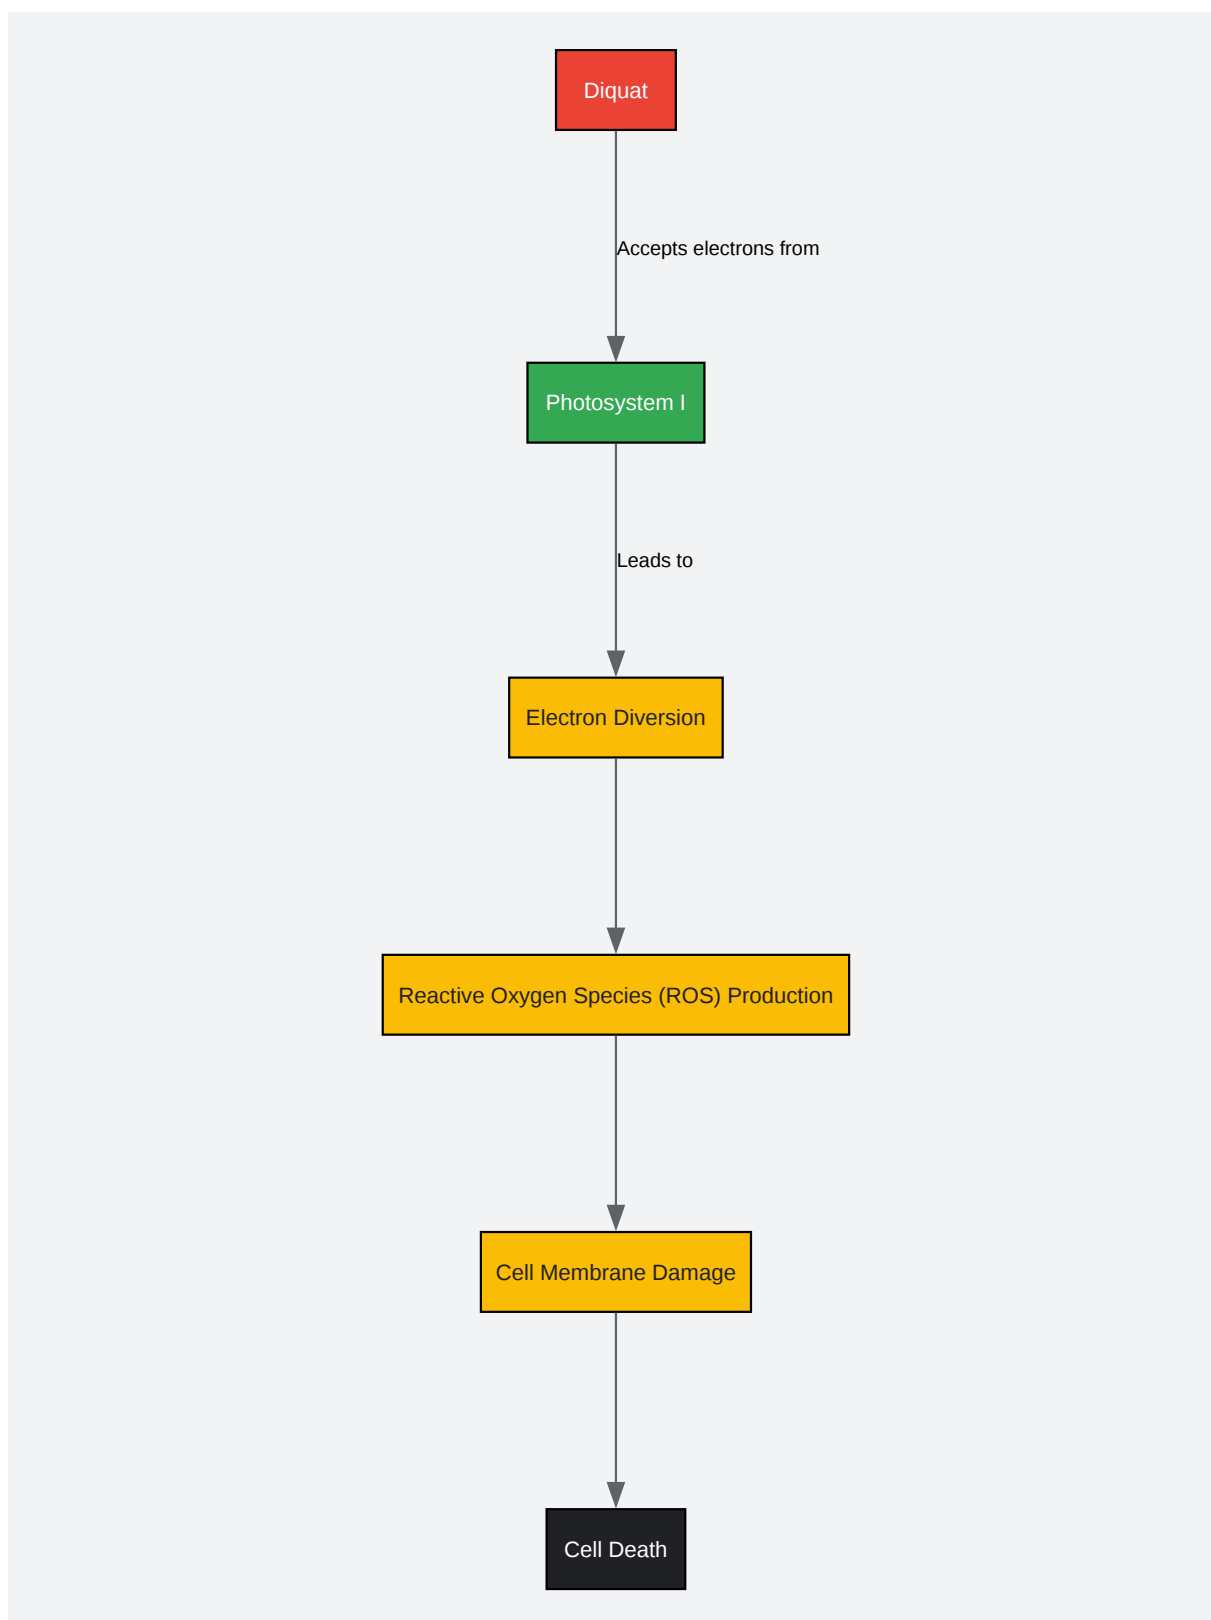 Diquat
Accepts electrons from
Photosystem I
Leads to
Electron Diversion
Reactive Oxygen Species (ROS) Production
Cell Membrane Damage
Cell Death